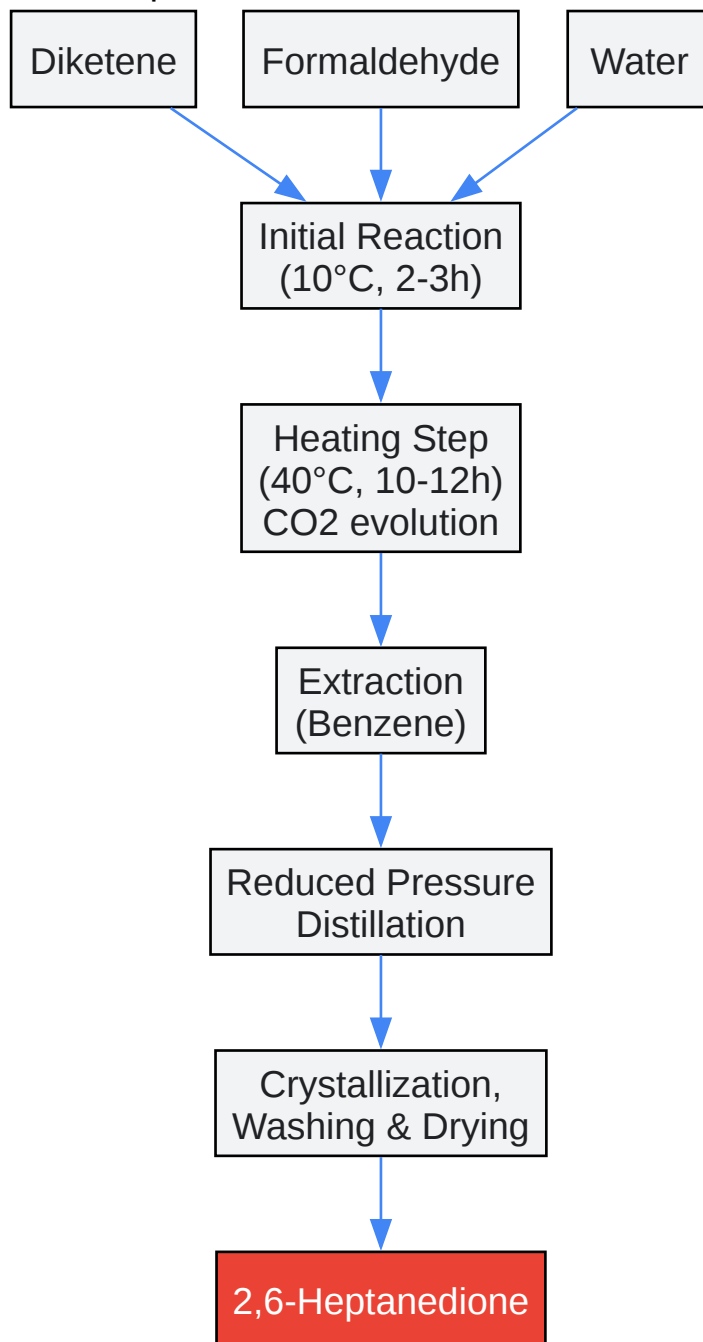 Diketene
Formaldehyde
Water
Initial Reaction
(10°C, 2-3h)
Heating Step
(40°C, 10-12h)
CO2 evolution
Extraction
(Benzene)
Reduced Pressure
Distillation
Crystallization,
Washing & Drying
2,6-Heptanedione